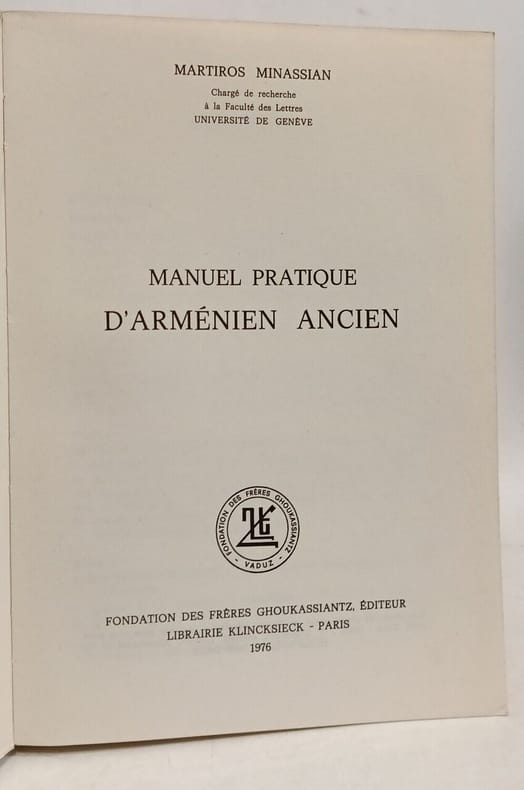 MARTIROS MINASSIAN
Chargé de recherche
à la Faculté des Lettres
UNIVERSITÉ DE GENÈVE
MANUEL PRATIQUE
D'ARMÉNIEN ANCIEN
FONDATION DES FRÈRES GHOUKASSIANTZ
- VADUZ -
FONDATION DES FRÈRES GHOUKASSIANTZ, ÉDITEUR
LIBRAIRIE KLINCKSIECK - PARIS
1976